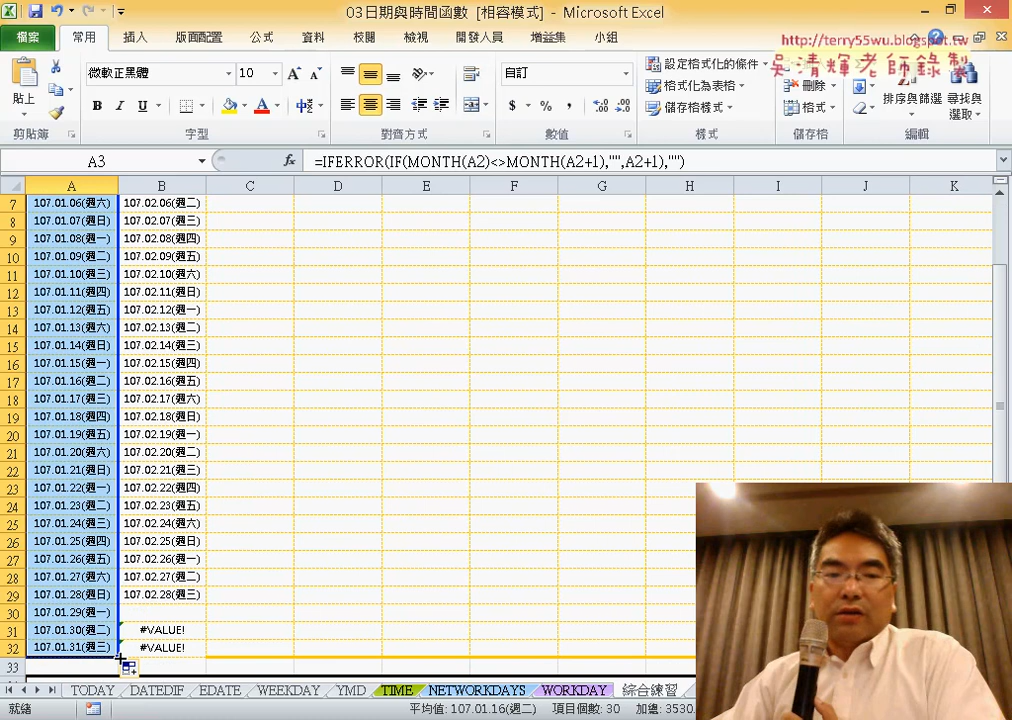 03日期與時間函數 [相容模式] - Microsoft Excel
檔案 常用 插入 版面配置 公式 資料 校閱 檢視 開發人員 增益集 小組
http://terry55wu.blogspot.tw
吳清輝老師錄製
貼上 微軟正黑體 10 自訂 設定格式化的條件 格式化為表格 儲存格樣式 刪除 格式 排序與篩選 尋找與選取
B I U $ % ,
剪貼簿 字型 對齊方式 數值 樣式 儲存格 編輯
A3 fx =IFERROR(IF(MONTH(A2)<>MONTH(A2+1),"",A2+1),"")
A B C D E F G H I J K
7 107.01.06(週六) 107.02.06(週二)
8 107.01.07(週日) 107.02.07(週三)
9 107.01.08(週一) 107.02.08(週四)
10 107.01.09(週二) 107.02.09(週五)
11 107.01.10(週三) 107.02.10(週六)
12 107.01.11(週四) 107.02.11(週日)
13 107.01.12(週五) 107.02.12(週一)
14 107.01.13(週六) 107.02.13(週二)
15 107.01.14(週日) 107.02.14(週三)
16 107.01.15(週一) 107.02.15(週四)
17 107.01.16(週二) 107.02.16(週五)
18 107.01.17(週三) 107.02.17(週六)
19 107.01.18(週四) 107.02.18(週日)
20 107.01.19(週五) 107.02.19(週一)
21 107.01.20(週六) 107.02.20(週二)
22 107.01.21(週日) 107.02.21(週三)
23 107.01.22(週一) 107.02.22(週四)
24 107.01.23(週二) 107.02.23(週五)
25 107.01.24(週三) 107.02.24(週六)
26 107.01.25(週四) 107.02.25(週日)
27 107.01.26(週五) 107.02.26(週一)
28 107.01.27(週六) 107.02.27(週二)
29 107.01.28(週日) 107.02.28(週三)
30 107.01.29(週一)
31 107.01.30(週二) #VALUE!
32 107.01.31(週三) #VALUE!
33
TODAY DATEDIF EDATE WEEKDAY YMD TIME NETWORKDAYS WORKDAY 綜合練習
就緒 平均值: 107.01.16(週二) 項目個數: 30 加總: 3530.